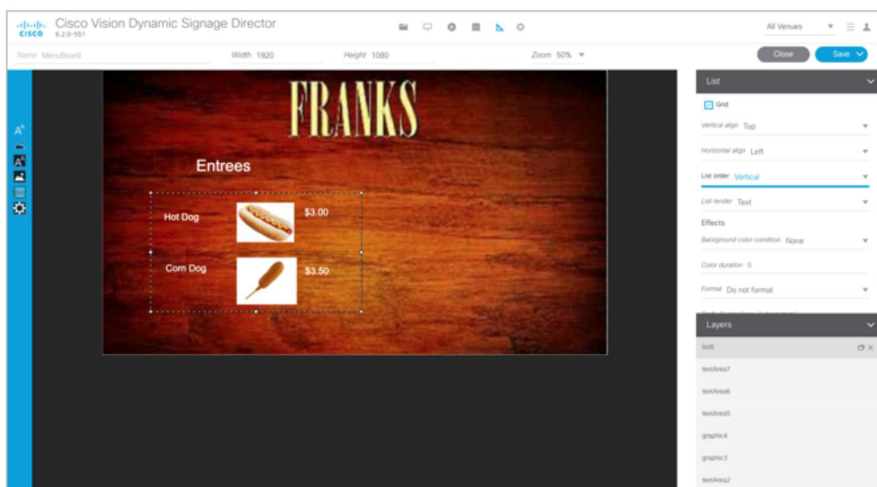 CISCO
Cisco Vision Dynamic Signage Director
6.2.0-551
All Venues
Name MenuBoard
Width 1920
Height 1080
Zoom 50%
Close
Save
List
Grid
Vertical align Top
Horizontal align Left
List order Vertical
List render Text
Effects
Background color condition None
Color duration 0
Format Do not format
FRANKS
Entrees
Hot Dog
$3.00
Corn Dog
$3.50
Layers
list8
textArea7
textArea6
textArea5
graphic4
graphic3
textArea2